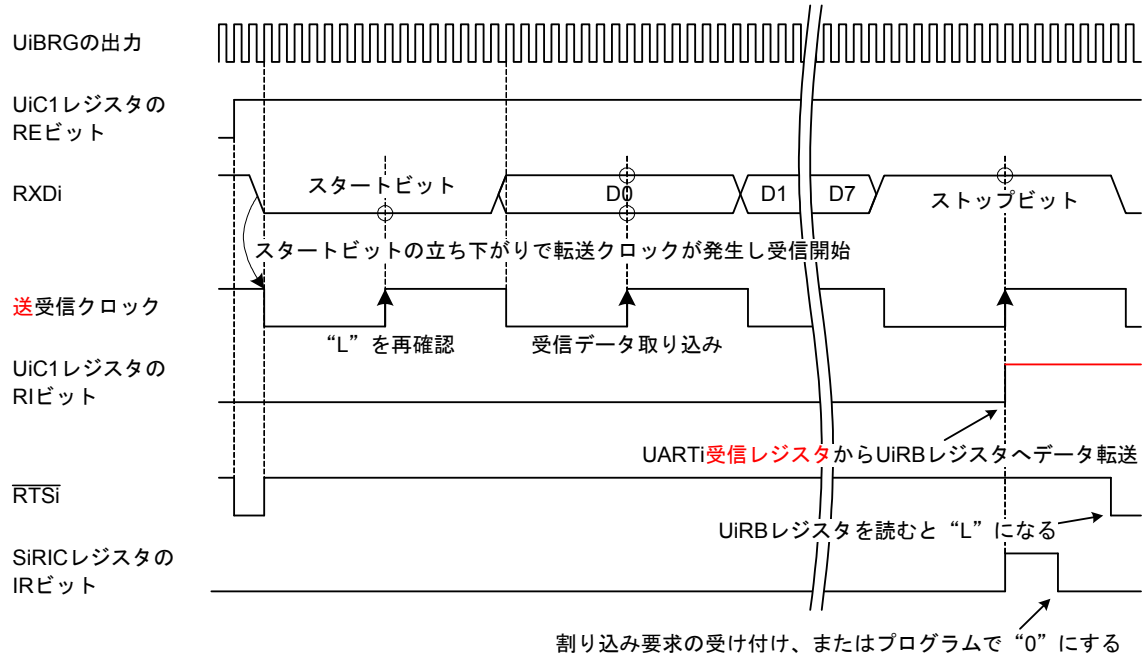 UiBRGの出力
UiC1レジスタの
REビット
RXDi
スタートビット
D0
D1
D7
ストップビット
スタートビットの立ち下がりで転送クロックが発生し受信開始
送受信クロック
“L”を再確認
受信データ取り込み
UiC1レジスタの
RIビット
UARTi受信レジスタからUiRBレジスタへデータ転送
RTSi
UiRBレジスタを読むと“L”になる
SiRICレジスタの
IRビット
割り込み要求の受け付け、またはプログラムで“0”にする